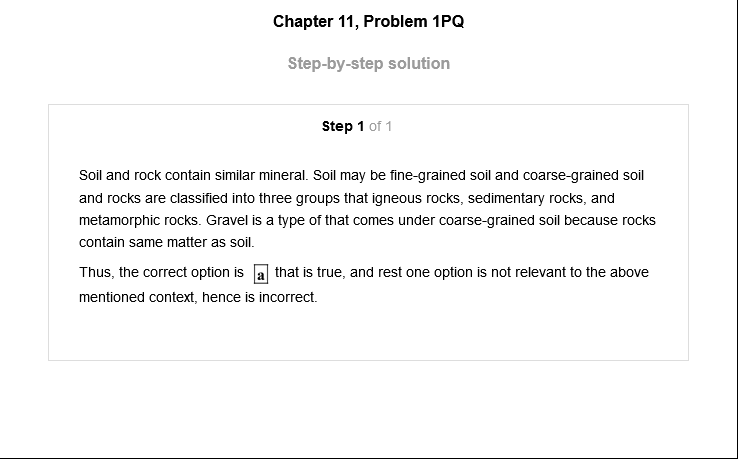 Chapter 11, Problem 1PQ
Step-by-step solution
Step 1 of 1
Soil and rock contain similar mineral. Soil may be fine-grained soil and coarse-grained soil
and rocks are classified into three groups that igneous rocks, sedimentary rocks, and
metamorphic rocks. Gravel is a type of that comes under coarse-grained soil because rocks
contain same matter as soil.
Thus, the correct option is a that is true, and rest one option is not relevant to the above
mentioned context, hence is incorrect.